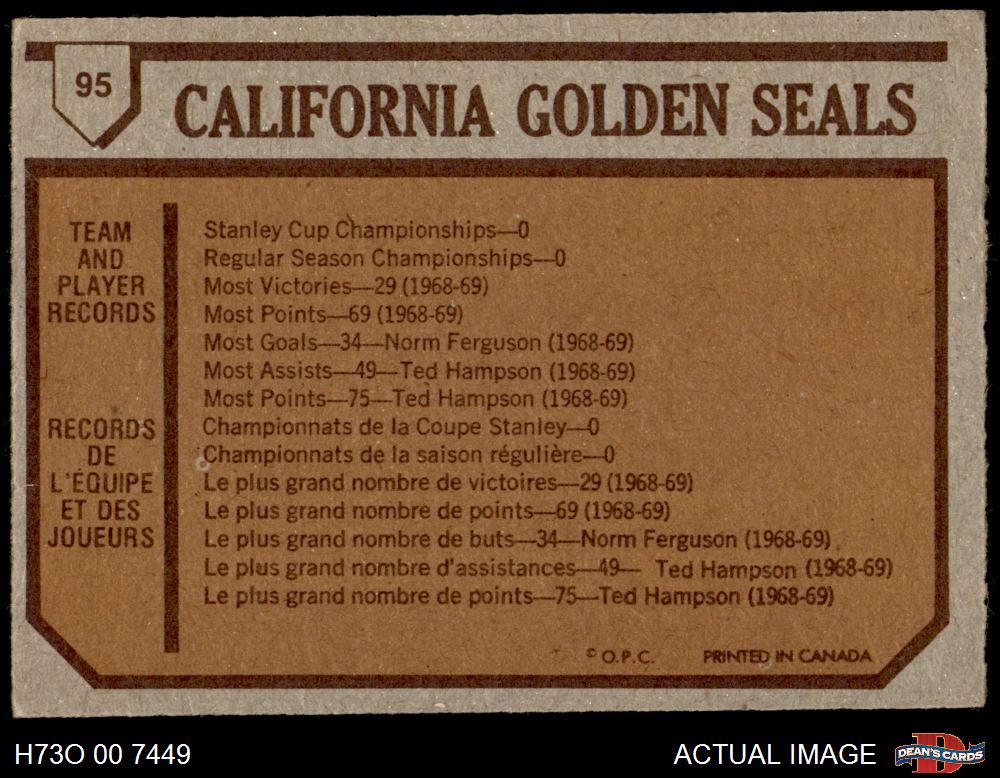 95
CALIFORNIA GOLDEN SEALS
TEAM
AND
PLAYER
RECORDS
Stanley Cup Championships—0
Regular Season Championships—0
Most Victories—29 (1968-69)
Most Points—69 (1968-69)
Most Goals—34—Norm Ferguson (1968-69)
Most Assists—49—Ted Hampson (1968-69)
Most Points—75—Ted Hampson (1968-69)
RECORDS
DE
L'ÉQUIPE
ET DES
JOUEURS
Championnats de la Coupe Stanley—0
Championnats de la saison régulière—0
Le plus grand nombre de victoires—29 (1968-69)
Le plus grand nombre de points—69 (1968-69)
Le plus grand nombre de buts—34—Norm Ferguson (1968-69)
Le plus grand nombre d'assistances—49— Ted Hampson (1968-69)
Le plus grand nombre de points—75—Ted Hampson (1968-69)
© O.P.C. PRINTED IN CANADA
H73O 00 7449
ACTUAL IMAGE
D
DEAN'S CARDS